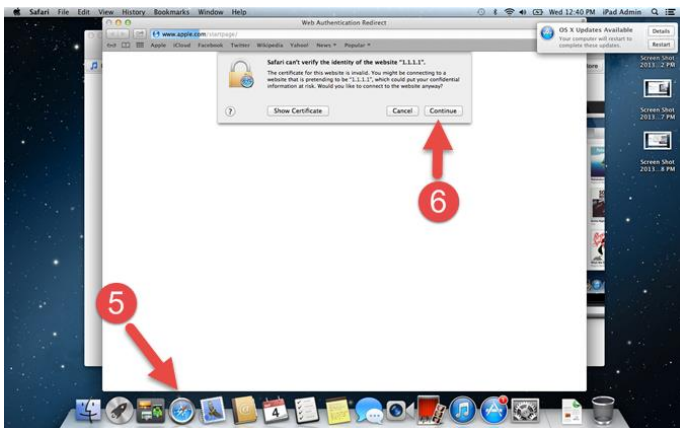 Safari File Edit View History Bookmarks Window Help
Wed 12:40 PM iPad Admin
Web Authentication Redirect
www.apple.com/startpage/
Apple iCloud Facebook Twitter Wikipedia Yahoo! News Popular
OS X Updates Available
Your computer will restart to
complete these updates.
Details
Restart
Safari can't verify the identity of the website "1.1.1.1".
The certificate for this website is invalid. You might be connecting to a
website that is pretending to be "1.1.1.1", which could put your confidential
information at risk. Would you like to connect to the website anyway?
?
Show Certificate
Cancel
Continue
Screen Shot
2013...2 PM
Screen Shot
2013...7 PM
Screen Shot
2013...8 PM
6
5
4